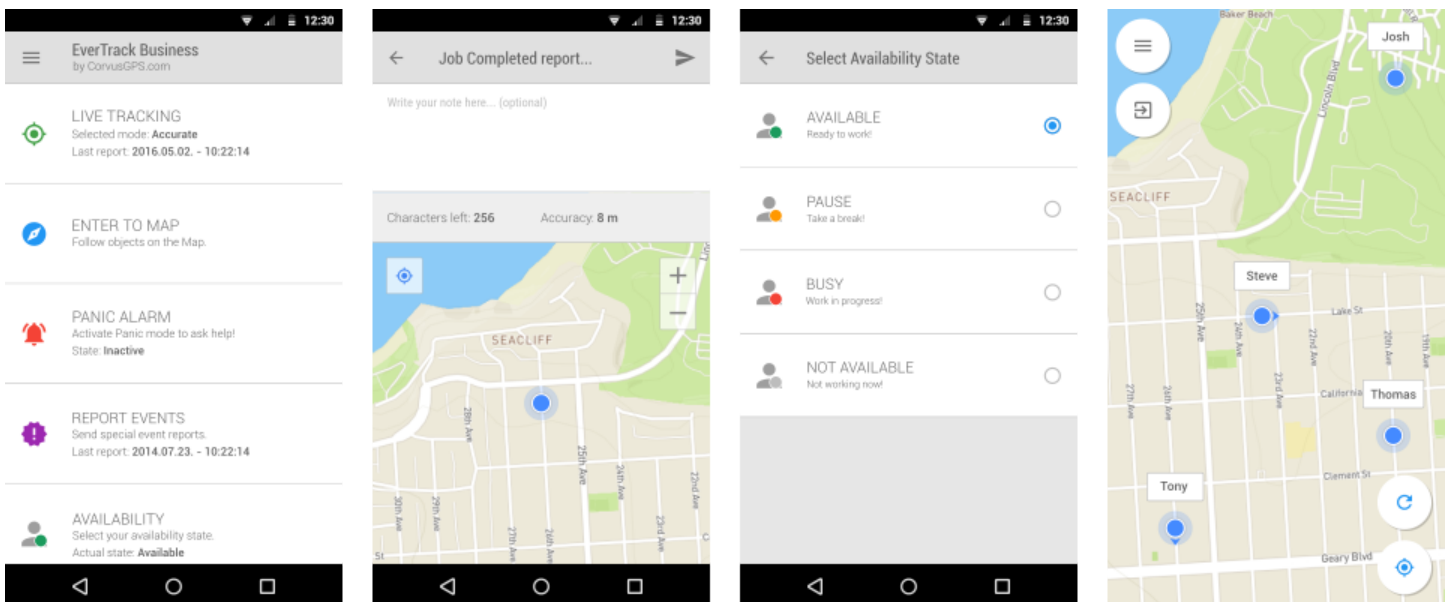 12:30
EverTrack Business
by CorvusGPS.com
LIVE TRACKING
Selected mode: Accurate
Last report: 2016.05.02. - 10:22:14
ENTER TO MAP
Follow objects on the Map.
PANIC ALARM
Activate Panic mode to ask help!
State: Inactive
REPORT EVENTS
Send special event reports.
Last report: 2014.07.23. - 10:22:14
AVAILABILITY
Select your availability state.
Actual state: Available
12:30
Job Completed report...
Write your note here... (optional)
Characters left: 256 Accuracy: 8 m
SEACLIFF
28th Ave
25th Ave
24th Ave
22nd Ave
30th Ave
29th Ave
27th Ave
26th Ave
23rd Ave
St
12:30
Select Availability State
AVAILABLE
Ready to work!
PAUSE
Take a break!
BUSY
Work in progress!
NOT AVAILABLE
Not working now!
Baker Beach
Josh
Lincoln Blvd
SEACLIFF
Steve
Lake St
25th Ave
24th Ave
22nd Ave
20th Ave
19th Ave
27th Ave
26th Ave
23rd Ave
California
Thomas
Clement St
Tony
Geary Blvd